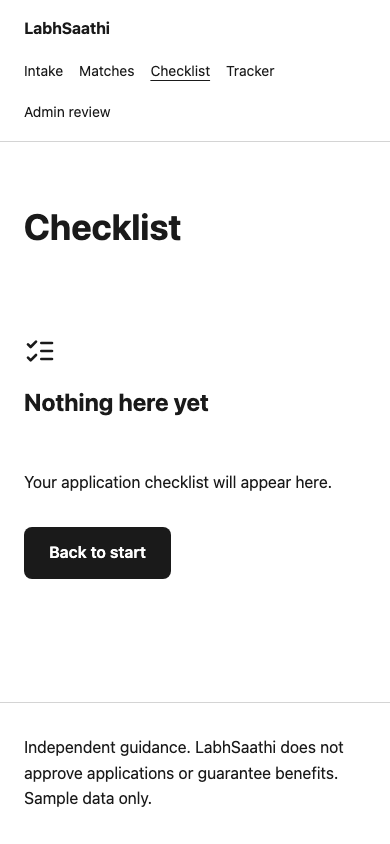 LabhSaathi
Intake Matches Checklist Tracker
Admin review
Checklist
Nothing here yet
Your application checklist will appear here.
Back to start
Independent guidance. LabhSaathi does not
approve applications or guarantee benefits.
Sample data only.